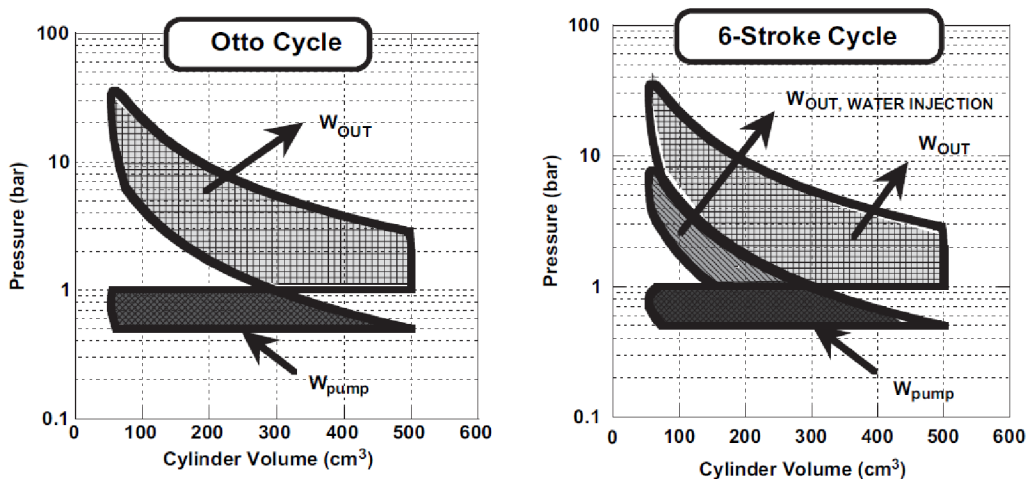 Otto Cycle
100
10
1
0.1
Pressure (bar)
W_OUT
W_pump
0 100 200 300 400 500 600
Cylinder Volume (cm³)
6-Stroke Cycle
100
10
1
0.1
Pressure (bar)
W_OUT, WATER INJECTION
W_OUT
W_pump
0 100 200 300 400 500 600
Cylinder Volume (cm³)